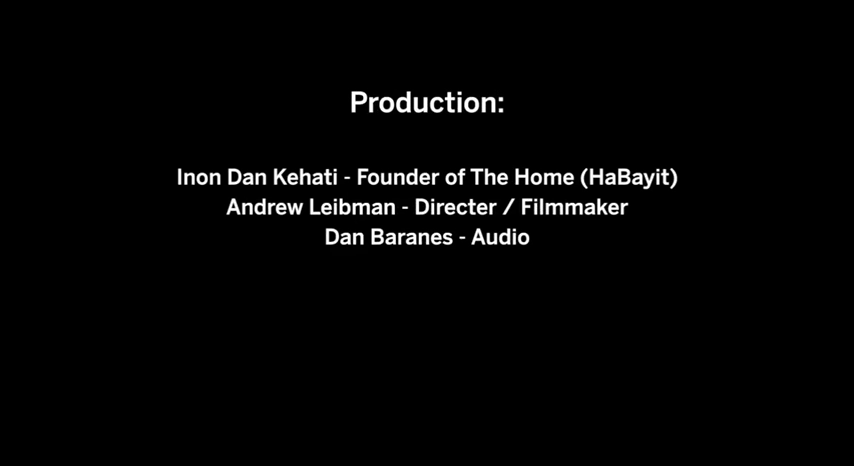 Production:
Inon Dan Kehati - Founder of The Home (HaBayit)
Andrew Leibman - Directer / Filmmaker
Dan Baranes - Audio